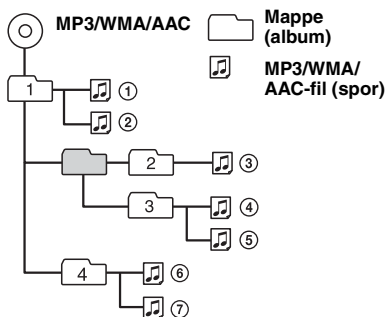 MP3/WMA/AAC
Mappe
(album)
MP3/WMA/
AAC-fil (spor)
1
①
②
2
③
3
④
⑤
4
⑥
⑦